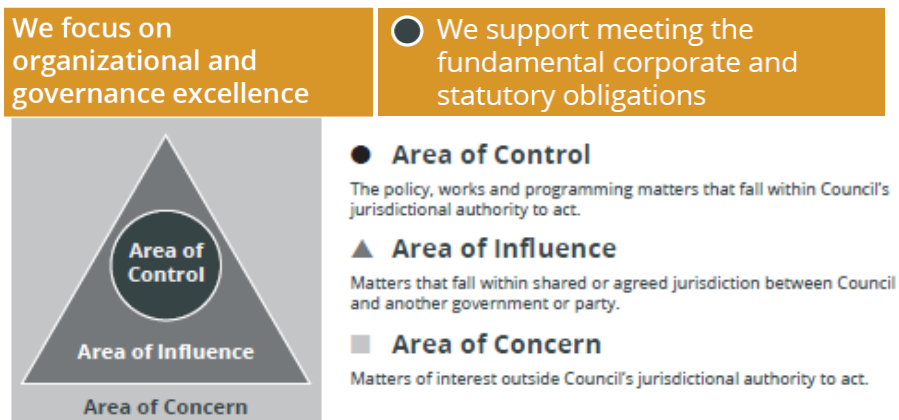 We focus on
organizational and
governance excellence
We support meeting the
fundamental corporate and
statutory obligations
Area of
Control
Area of Influence
Area of Concern
Area of Control
The policy, works and programming matters that fall within Council's
jurisdictional authority to act.
Area of Influence
Matters that fall within shared or agreed jurisdiction between Council
and another government or party.
Area of Concern
Matters of interest outside Council's jurisdictional authority to act.